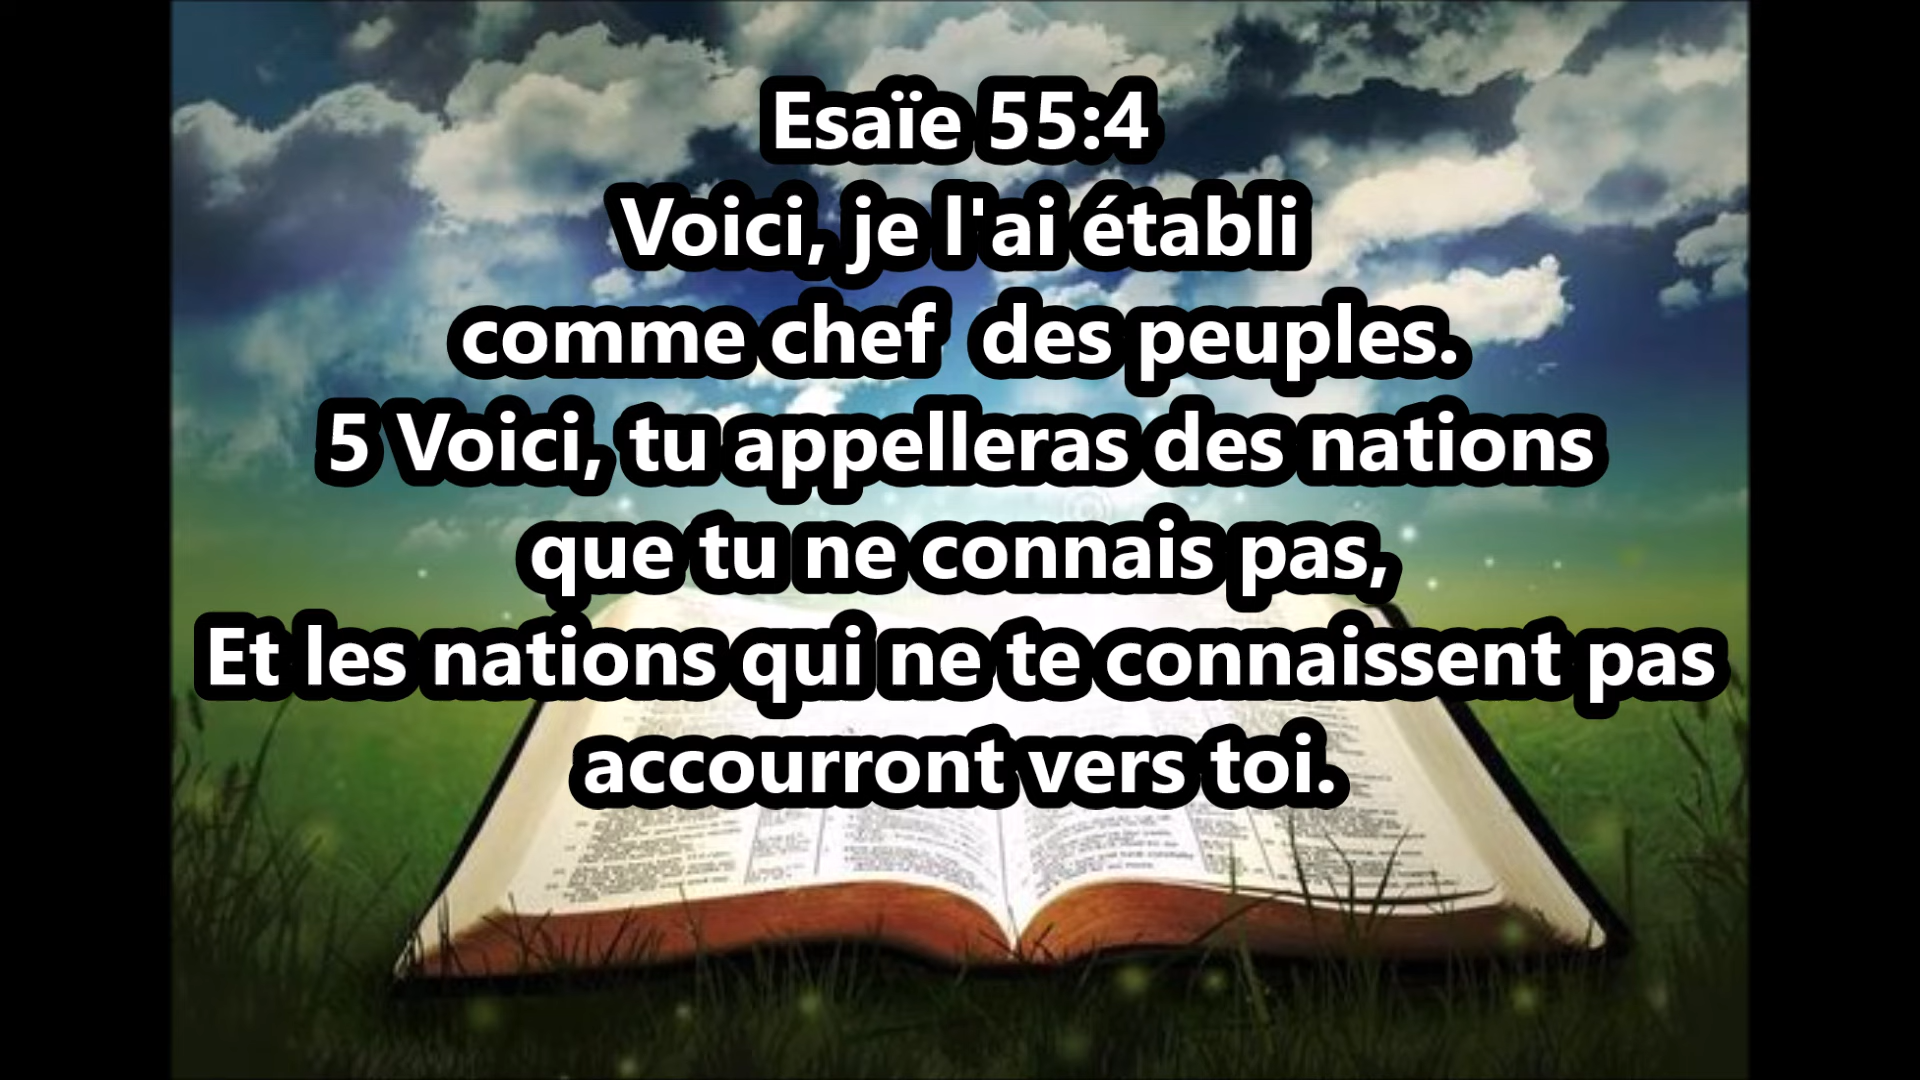 Esaïe 55:4
Voici, je l'ai établi
comme chef  des peuples.
5 Voici, tu appelleras des nations
que tu ne connais pas,
Et les nations qui ne te connaissent pas
accourront vers toi.